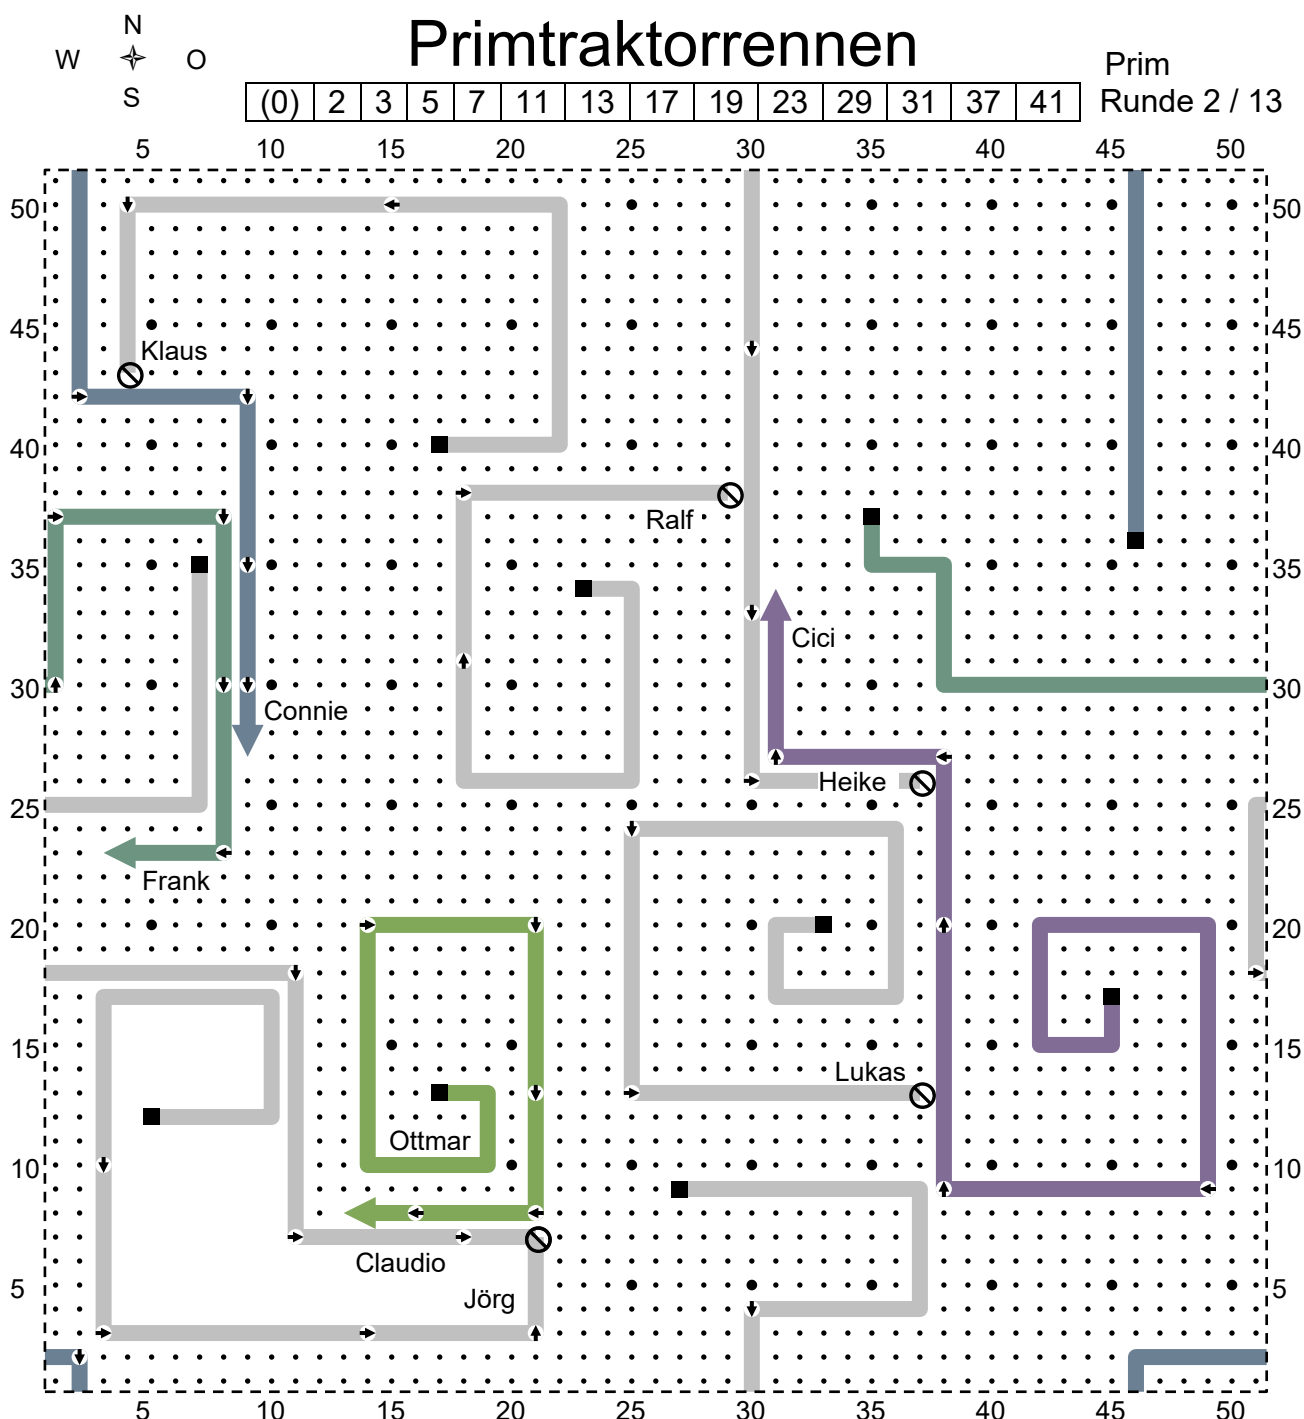 N
W O
S
Primtraktorrennen
Prim
Runde 2 / 13
(0) 2 3 5 7 11 13 17 19 23 29 31 37 41
5 10 15 20 25 30 35 40 45 50
50 50
45 45
Klaus
40 40
Ralf
35 35
Cici
30 30
Connie
Heike
25 25
Frank
20 20
15 15
Lukas
Ottmar
10 10
Claudio
Jörg
5 5
5 10 15 20 25 30 35 40 45 50